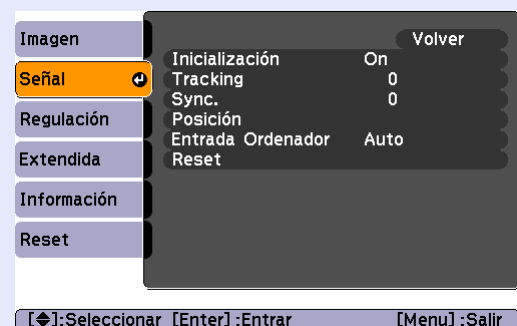 Imagen
Señal
Regulación
Extendida
Información
Reset
Volver
Inicialización On
Tracking 0
Sync. 0
Posición
Entrada Ordenador Auto
Reset
[◆]:Seleccionar [Enter]:Entrar [Menu]:Salir